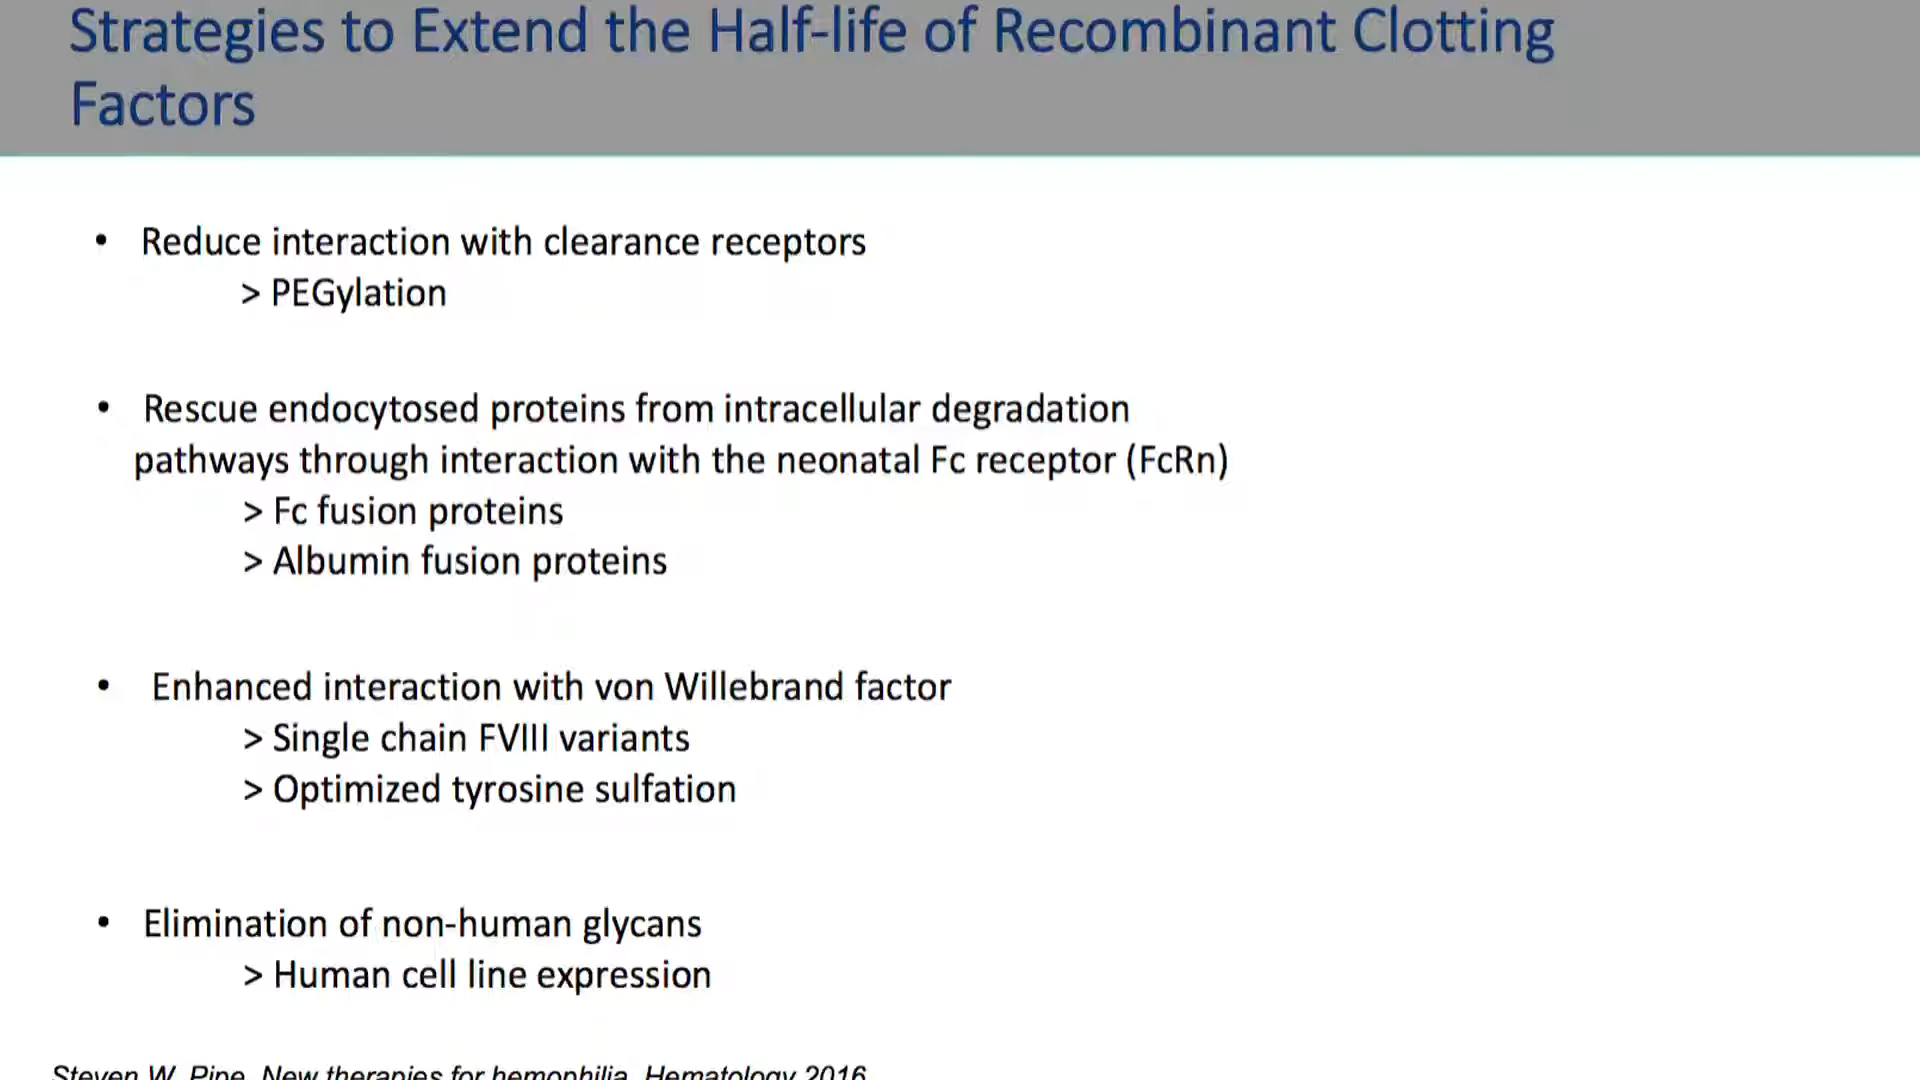 Strategies to Extend the Half-life of Recombinant Clotting
Factors
• Reduce interaction with clearance receptors
> PEGylation
• Rescue endocytosed proteins from intracellular degradation
pathways through interaction with the neonatal Fc receptor (FcRn)
> Fc fusion proteins
> Albumin fusion proteins
• Enhanced interaction with von Willebrand factor
> Single chain FVIII variants
> Optimized tyrosine sulfation
• Elimination of non-human glycans
> Human cell line expression
Steven W. Pipe. New therapies for hemophilia. Hematology 2016